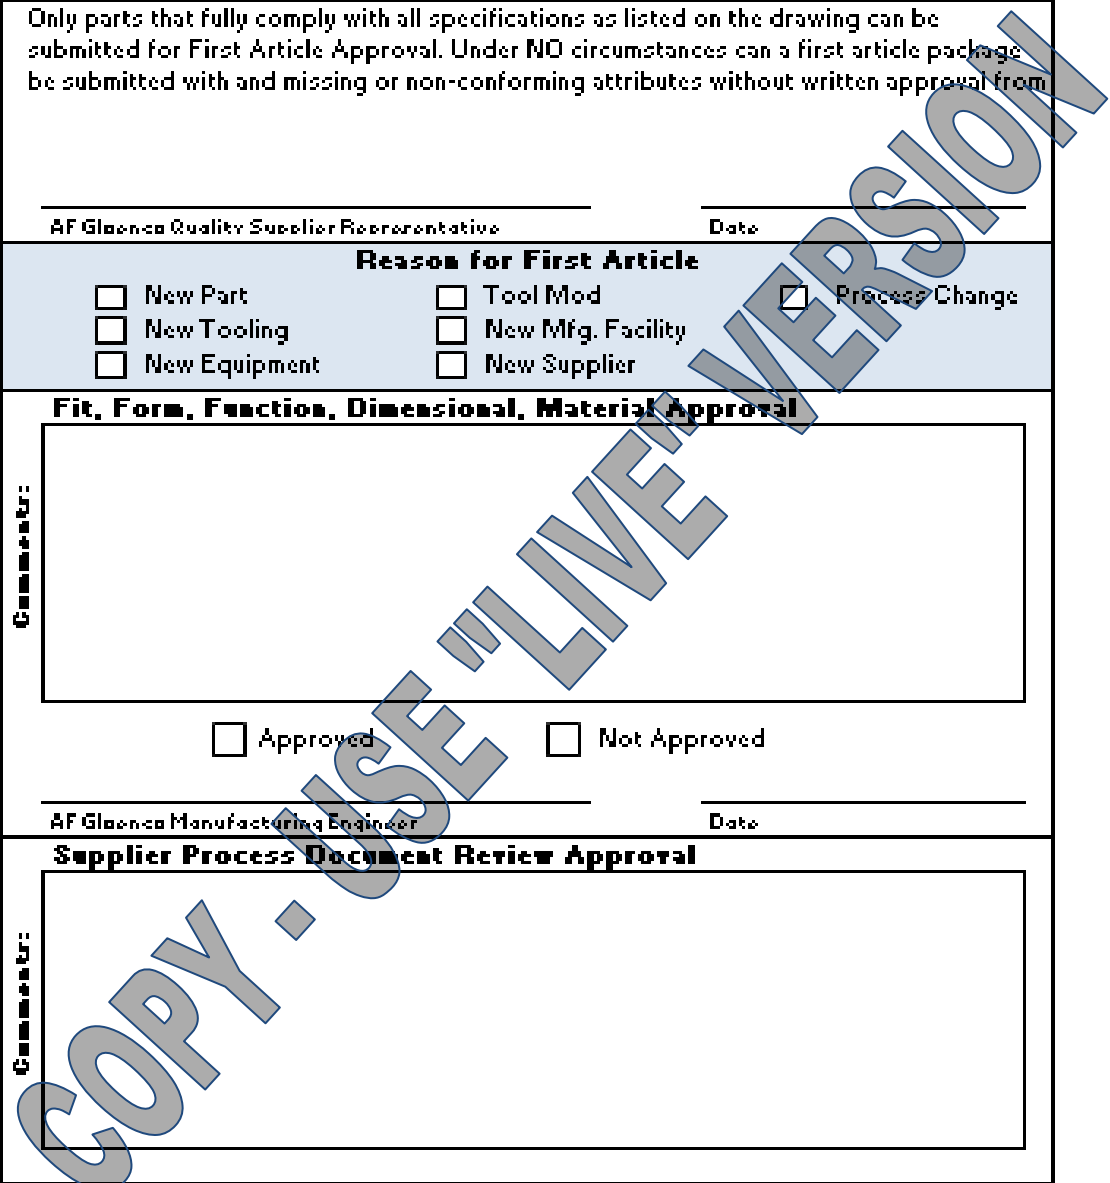 Only parts that fully comply with all specifications as listed on the drawing can be
submitted for First Article Approval. Under NO circumstances can a first article package
be submitted with and missing or non-conforming attributes without written approval from
AF Gloenco Quality Supplier Representative Date
Reason for First Article
New Part Tool Mod Process Change
New Tooling New Mfg. Facility
New Equipment New Supplier
Fit, Form, Function, Dimensional, Material Approval
Comments:
Approved Not Approved
AF Gloenco Manufacturing Engineer Date
Supplier Process Document Review Approval
Comments:
COPY - USE "LIVE" VERSION